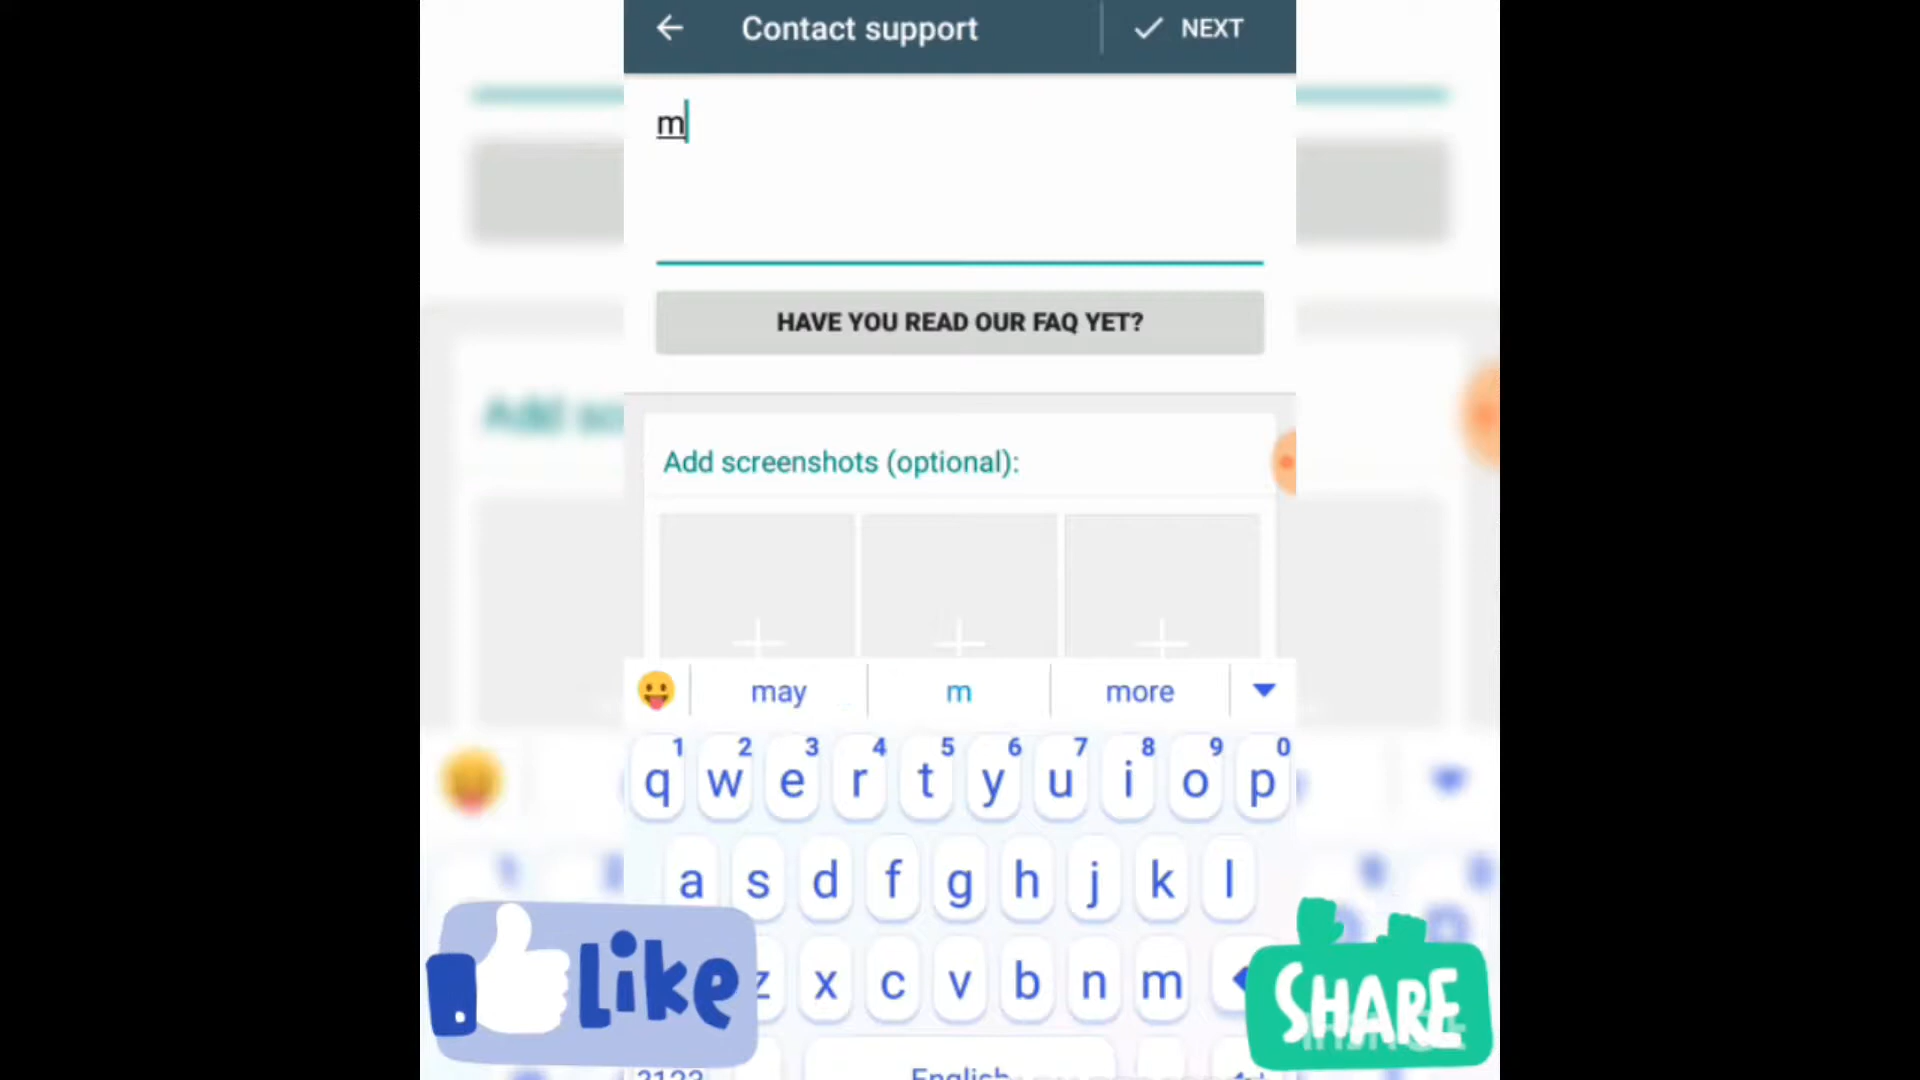 Contact support
NEXT
m
HAVE YOU READ OUR FAQ YET?
Add screenshots (optional):
may
m
more
1 2 3 4 5 6 7 8 9 0
q w e r t y u i o p
a s d f g h j k l
z x c v b n m
Like
SHARE
English